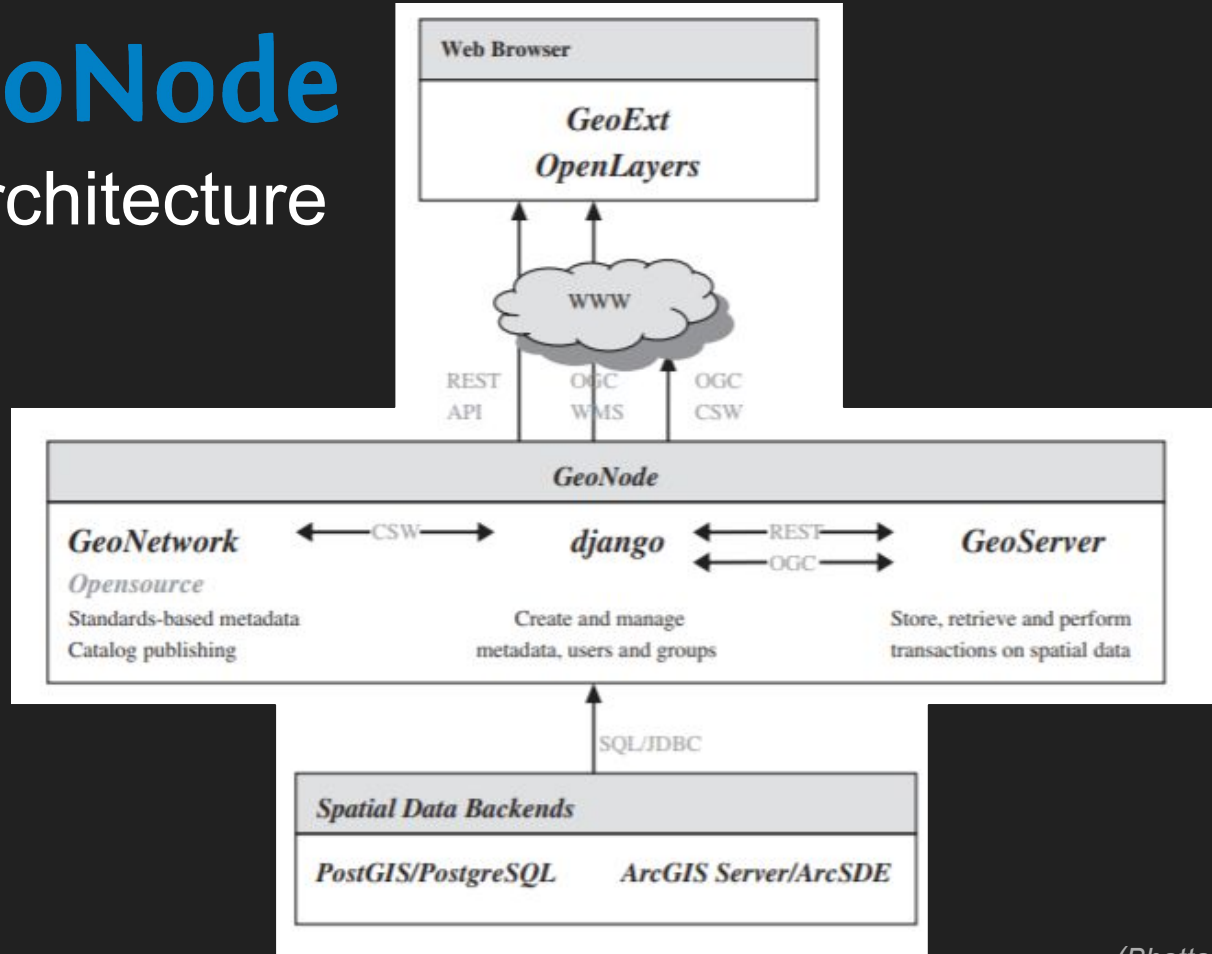 oNode
rchitecture
Web Browser
GeoExt
OpenLayers
WWW
REST API
OGC WMS
OGC CSW
GeoNode
GeoNetwork
CSW
django
REST
OGC
GeoServer
Opensource
Standards-based metadata
Catalog publishing
Create and manage
metadata, users and groups
Store, retrieve and perform
transactions on spatial data
SQL/JDBC
Spatial Data Backends
PostGIS/PostgreSQL
ArcGIS Server/ArcSDE